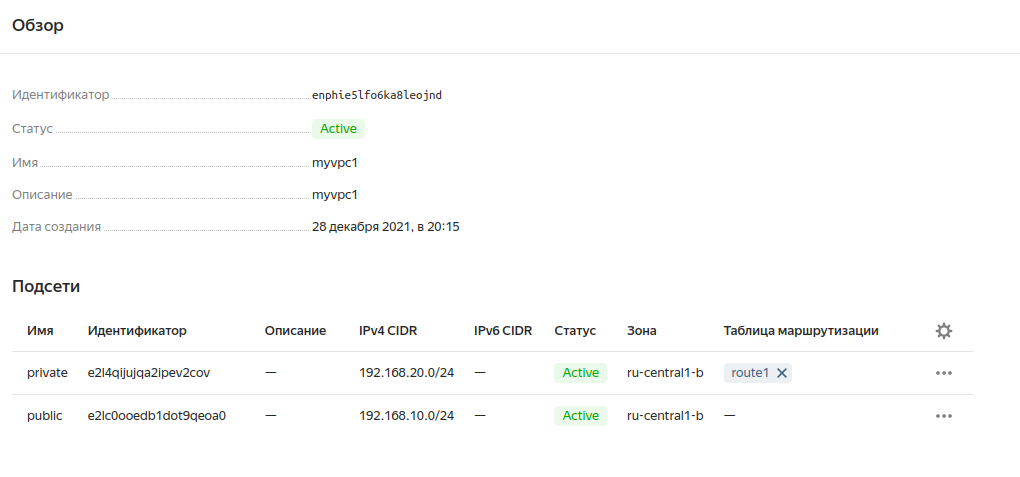 Обзор
Идентификатор enphie5lfo6ka8leojnd
Статус Active
Имя myvpc1
Описание myvpc1
Дата создания 28 декабря 2021, в 20:15
Подсети
Имя Идентификатор Описание IPv4 CIDR IPv6 CIDR Статус Зона Таблица маршрутизации
private e2l4qijujqa2ipev2cov — 192.168.20.0/24 — Active ru-central1-b route1
public e2lc0ooedb1dot9qeoa0 — 192.168.10.0/24 — Active ru-central1-b —